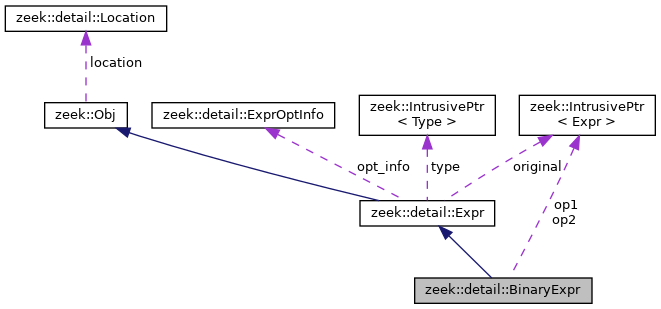 zeek::detail::Location
location
zeek::Obj
zeek::detail::ExprOptInfo
zeek::IntrusivePtr
< Type >
zeek::IntrusivePtr
< Expr >
opt_info
type
original
zeek::detail::Expr
op1
op2
zeek::detail::BinaryExpr